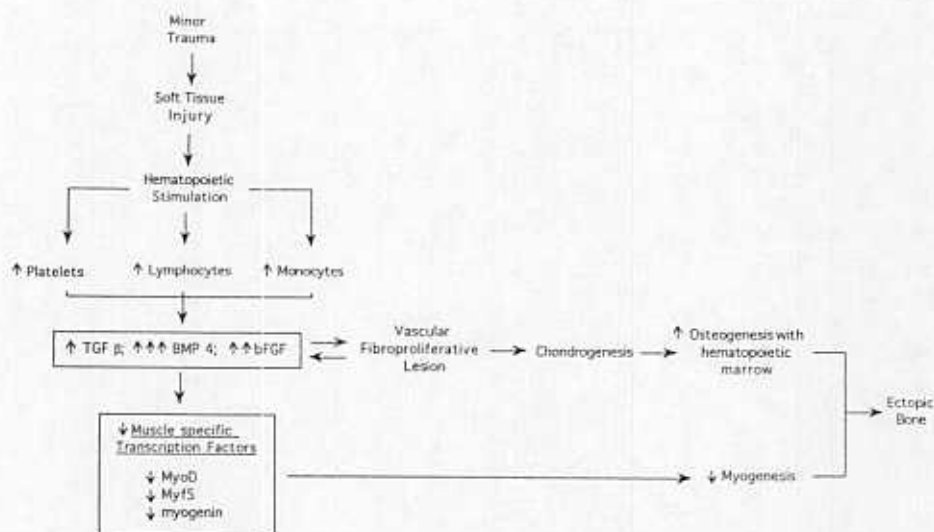 Minor
Trauma
Soft Tissue
Injury
Hematopoietic
Stimulation
↑ Platelets
↑ Lymphocytes
↑ Monocytes
↑ TGF β; ↑↑↑ BMP 4; ↑↑bFGF
Vascular
Fibroproliferative
Lesion
Chondrogenesis
↑ Osteogenesis with
hematopoietic
marrow
Ectopic
Bone
↓ Muscle specific
Transcription Factors
↓ MyoD
↓ Myf5
↓ myogenin
↓ Myogenesis